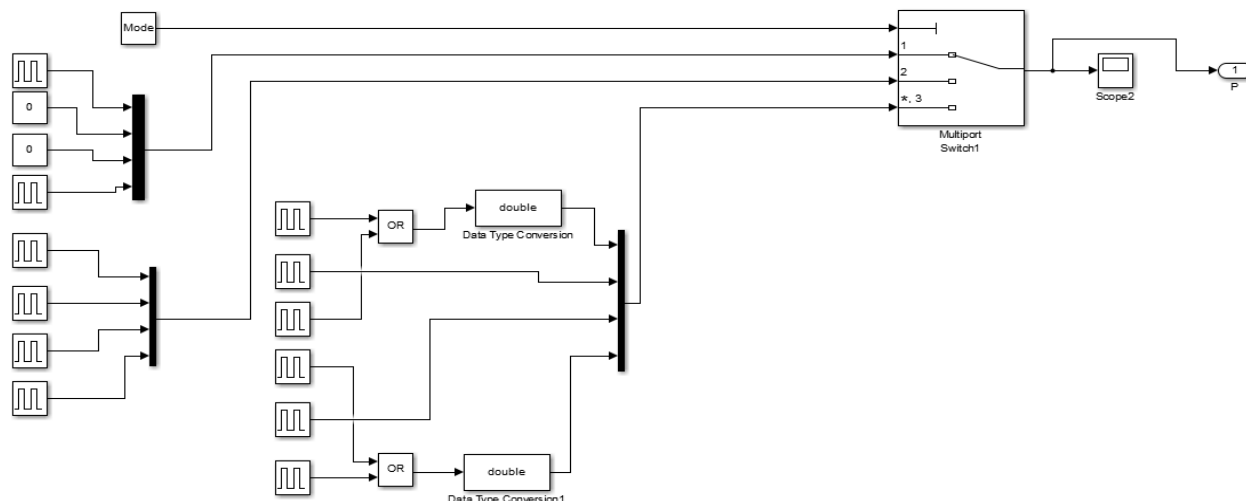 Mode
1
2
*, 3
Multiport
Switch1
Scope2
1
P
0
0
OR
double
Data Type Conversion
OR
double
Data Type Conversion1